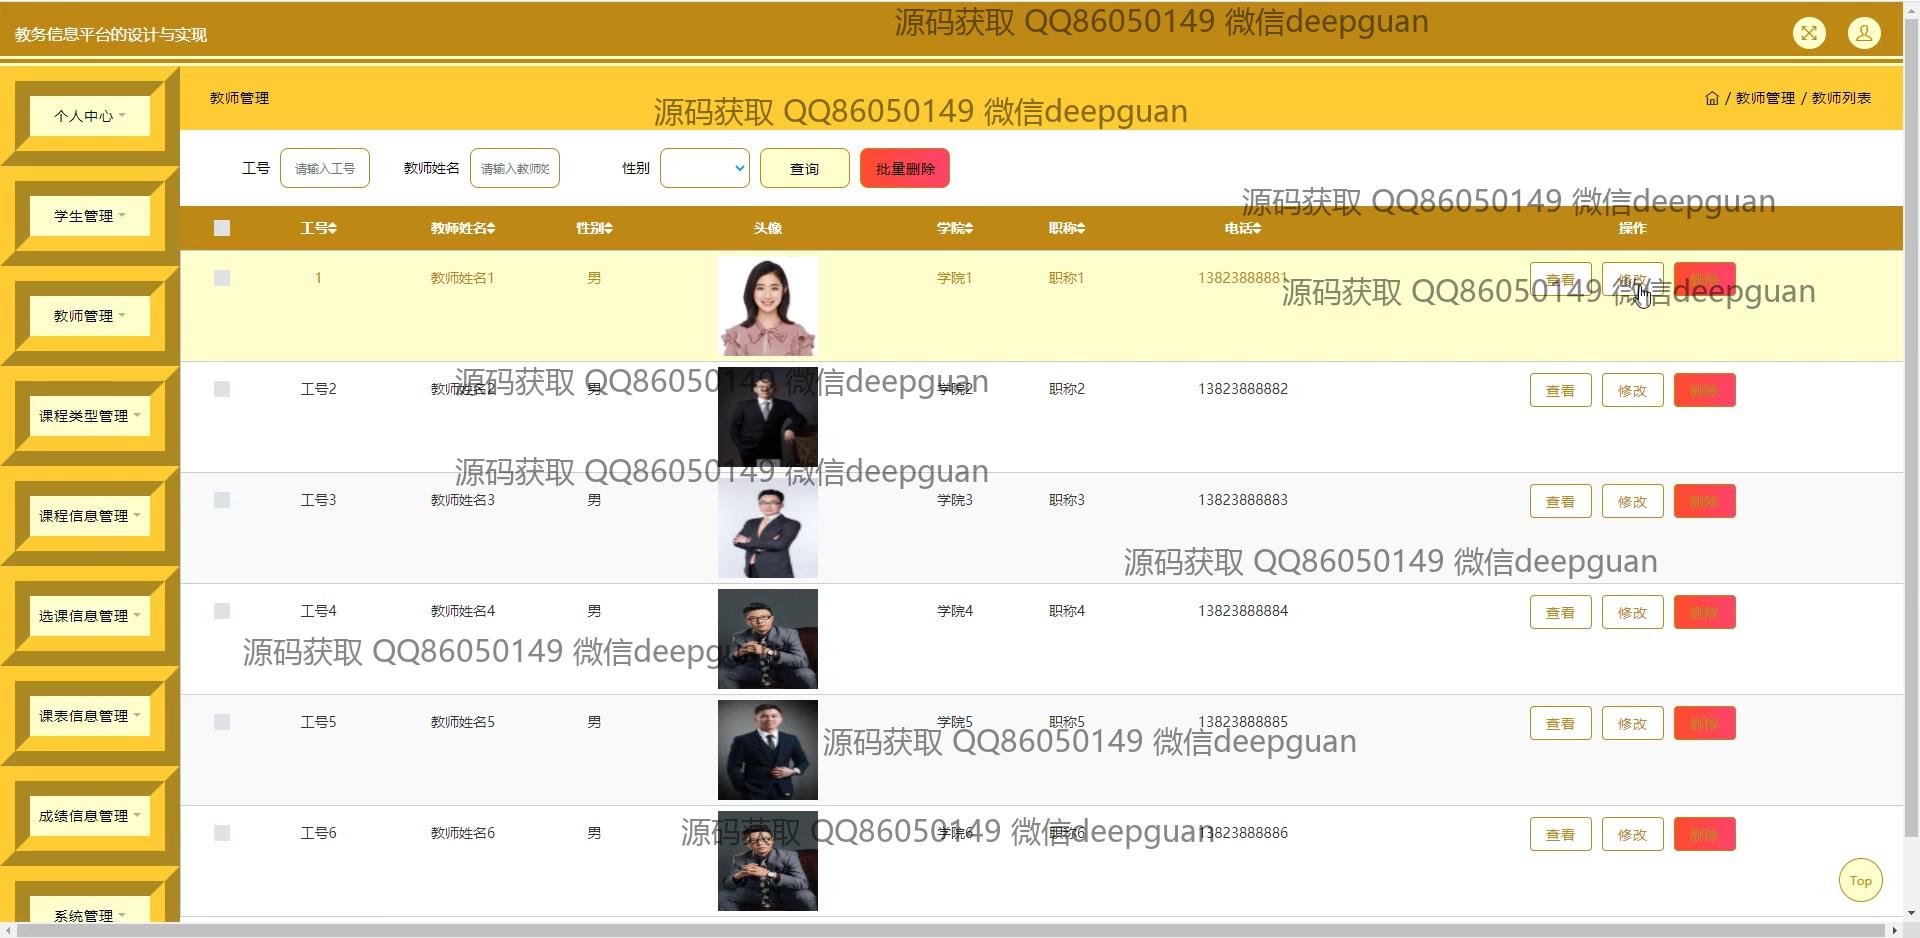 源码获取 QQ86050149 微信deepguan
教务信息平台的设计与实现
教师管理
/ 教师管理 / 教师列表
源码获取 QQ86050149 微信deepguan
个人中心
学生管理
教师管理
课程类型管理
课程信息管理
选课信息管理
课表信息管理
成绩信息管理
系统管理
工号 请输入工号 教师姓名 请输入教师姓 性别 查询 批量删除
源码获取 QQ86050149 微信deepguan
工号 教师姓名 性别 头像 学院 职称 电话 操作
1 教师姓名1 男 学院1 职称1 13823888881 查看 修改 删除
源码获取 QQ86050149 微信deepguan
源码获取 QQ86050149 微信deepguan
工号2 教师姓名2 男 学院2 职称2 13823888882 查看 修改 删除
源码获取 QQ86050149 微信deepguan
工号3 教师姓名3 男 学院3 职称3 13823888883 查看 修改 删除
源码获取 QQ86050149 微信deepguan
工号4 教师姓名4 男 学院4 职称4 13823888884 查看 修改 删除
源码获取 QQ86050149 微信deepguan
工号5 教师姓名5 男 学院5 职称5 13823888885 查看 修改 删除
源码获取 QQ86050149 微信deepguan
工号6 教师姓名6 男 学院6 职称6 13823888886 查看 修改 删除
源码获取 QQ86050149 微信deepguan
Top